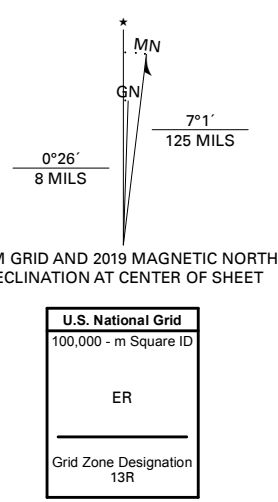 ★
MN
GN
7°1´
125 MILS
0°26´
8 MILS
M GRID AND 2019 MAGNETIC NORTH
ECLINATION AT CENTER OF SHEET
U.S. National Grid
100,000 - m Square ID
ER
Grid Zone Designation
13R